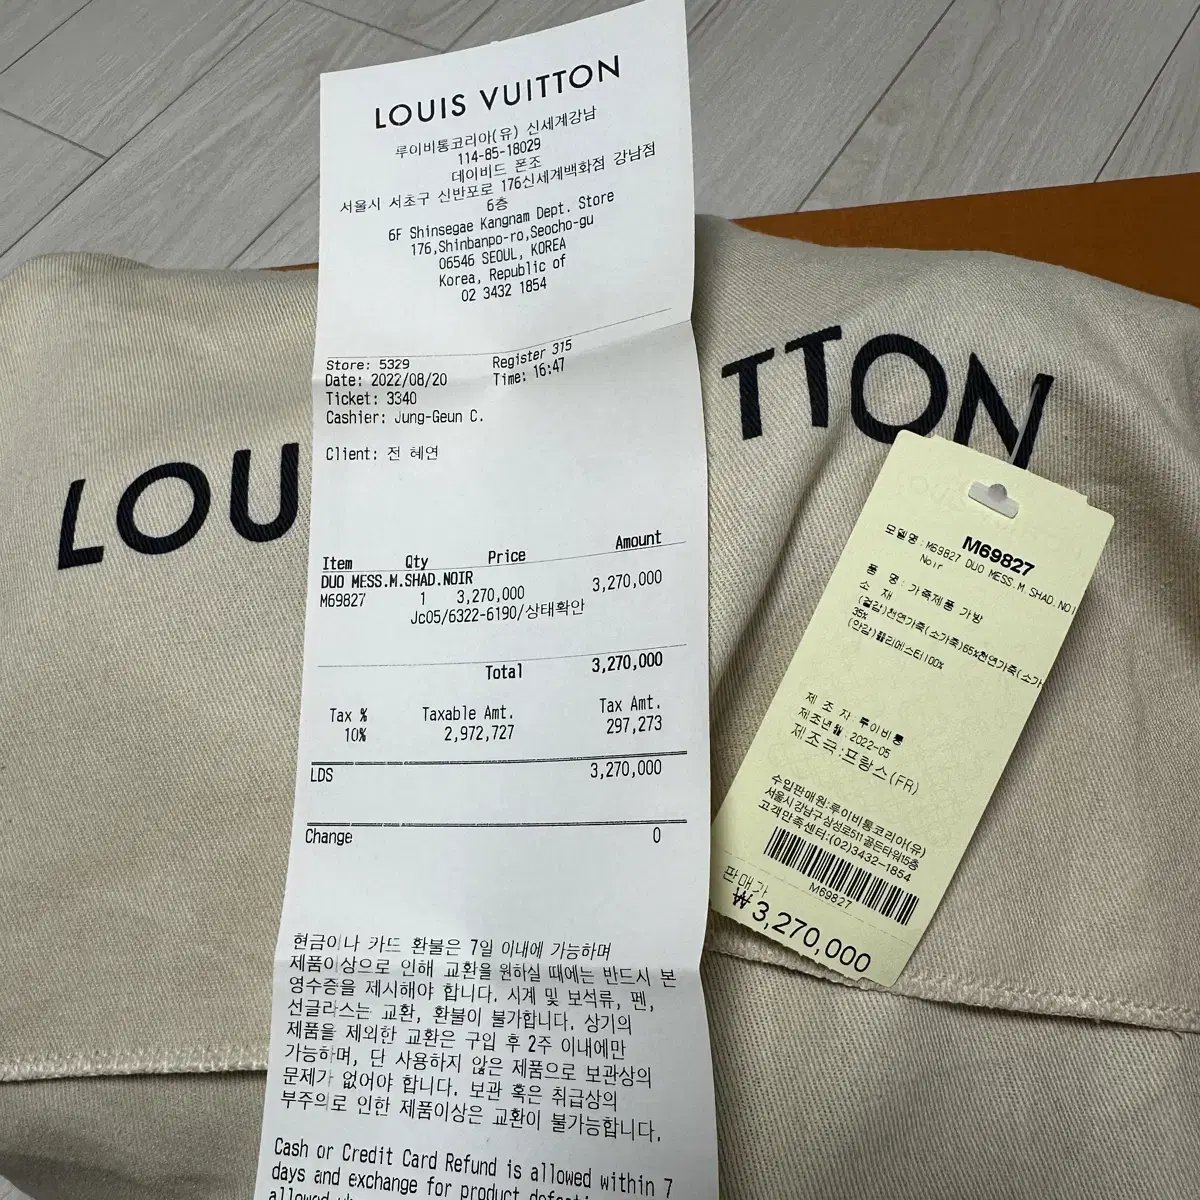 LOUIS VUITTON
루이비통코리아(유) 신세계강남
114-85-18029
데이비드 폰조
서울시 서초구 신반포로 176신세계백화점 강남점
6층
6F Shinsegae Kangnam Dept. Store
176,Shinbanpo-ro,Seocho-gu
06546 SEOUL, KOREA
Korea, Republic of
02 3432 1854
Store: 5329 Register 315
Date: 2022/08/20 Time: 16:47
Ticket: 3340
Cashier: Jung-Geun C.
Client: 전 혜연
Item Qty Price Amount
DUO MESS.M.SHAD.NOIR
M69827 1 3,270,000 3,270,000
Jc05/6322-6190/상태확안
Total 3,270,000
Tax % Taxable Amt. Tax Amt.
10% 2,972,727 297,273
LDS 3,270,000
Change 0
현금이나 카드 환불은 7일 이내에 가능하며
제품이상으로 인해 교환을 원하실 때에는 반드시 본
영수증을 제시해야 합니다. 시계 및 보석류, 펜,
선글라스는 교환, 환불이 불가합니다. 상기의
제품을 제외한 교환은 구입 후 2주 이내에만
가능하며, 단 사용하지 않은 제품으로 보관상의
문제가 없어야 합니다. 보관 혹은 취급상의
부주의로 인한 제품이상은 교환이 불가능합니다.
Cash or Credit Card Refund is allowed within 7
days and exchange for product
LOU TTON
M69827
모델명 : M69827 DUO MESS.M.SHAD.NOI
Noir
품 명 : 가죽제품 가방
소 재
(겉감)천연가죽(소가죽)65%천연가죽(소가
35%
(안감)폴리에스터100%
제 조 자 루이비통
제조년월 2022-05
제조국:프랑스(FR)
수입판매원:루이비통코리아(유)
서울시 강남구 삼성로511 골든타워15층
고객만족센터:(02)3432-1854
M69827
판매가
₩3,270,000